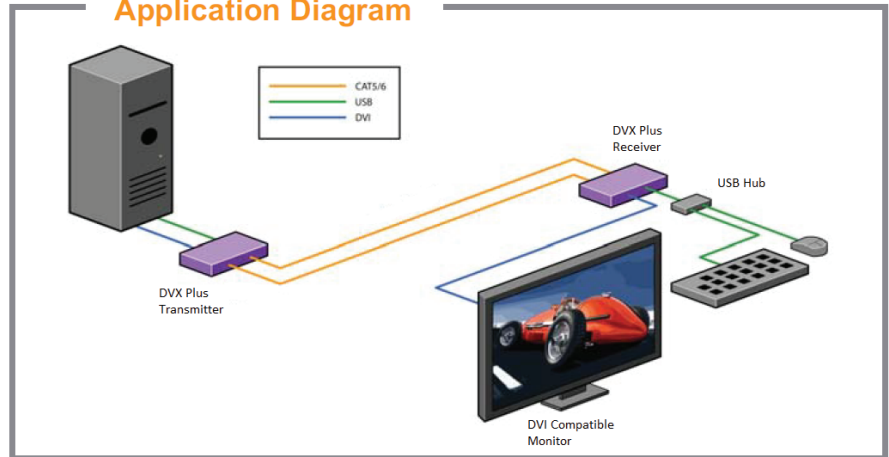 Application Diagram
CAT5/6
USB
DVI
DVX Plus
Receiver
USB Hub
DVX Plus
Transmitter
DVI Compatible
Monitor